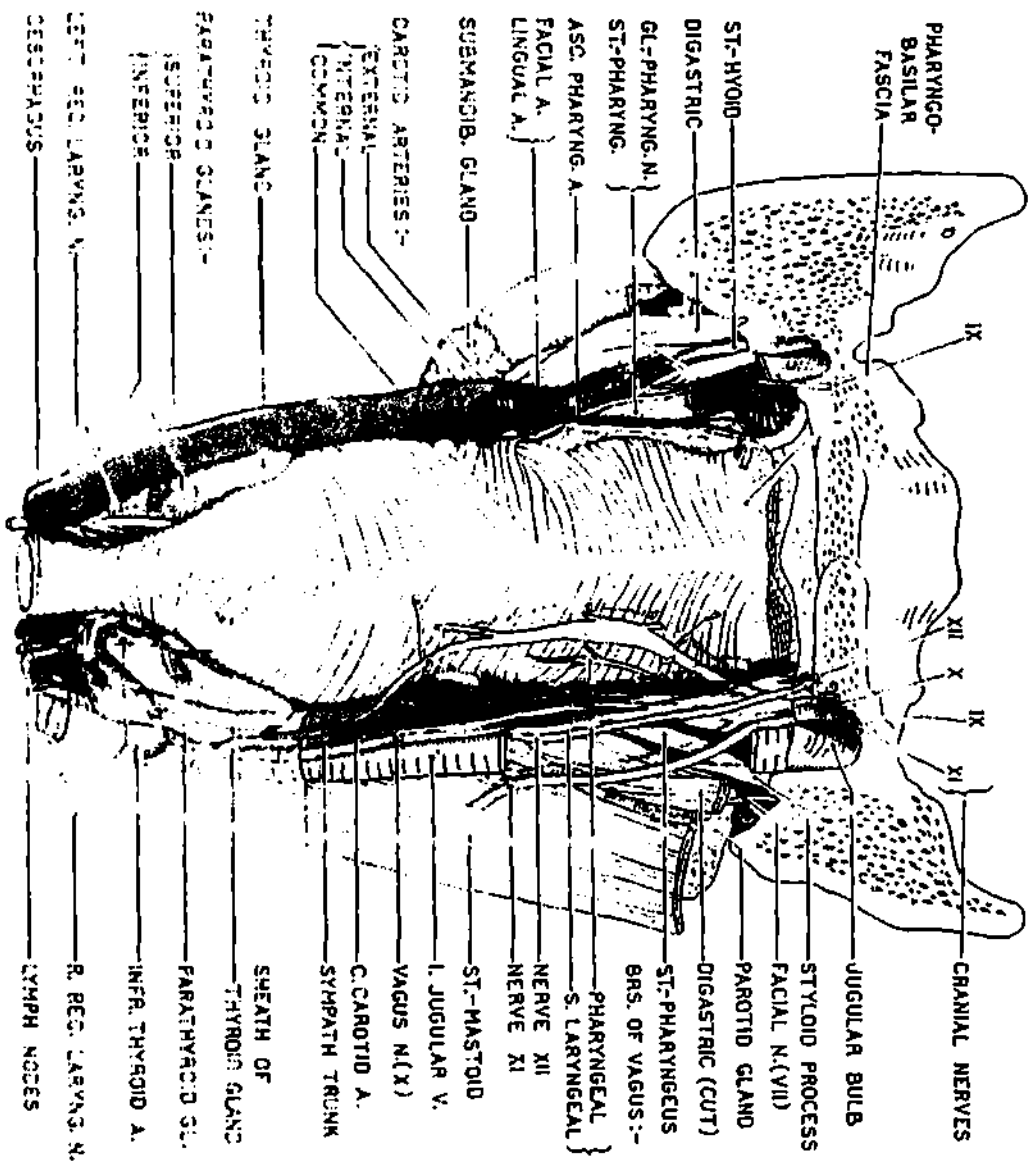 PHARYNGO-
BASILAR
FASCIA
ST.-HYOID
DIGASTRIC
GL.-PHARYNG. N.
ST.-PHARYNG.
ASC. PHARYNG. A.
FACIAL A.
LINGUAL A.
SUBMANDIB. GLAND
CAROTID ARTERIES:-
EXTERNAL
INTERNAL
COMMON
THYROID GLAND
PARATHYROID GLANDS:-
SUPERIOR
INFERIOR
LEFT REC. LARYNG. N.
OESOPHAGUS
IX
XII
X
IX
XI
CRANIAL NERVES
JUGULAR BULB
STYLOID PROCESS
FACIAL N.(VII)
PAROTID GLAND
DIGASTRIC (CUT)
ST.-PHARYNGEUS
BRS. OF VAGUS:-
PHARYNGEAL
S. LARYNGEAL
NERVE XII
NERVE XI
ST.-MASTOID
I. JUGULAR V.
VAGUS N.(X)
C. CAROTID A.
SYMPATH TRUNK
SHEATH OF
THYROID GLAND
PARATHYROID GL.
INFR. THYROID A.
R. REC. LARYNG. N.
LYMPH NODES